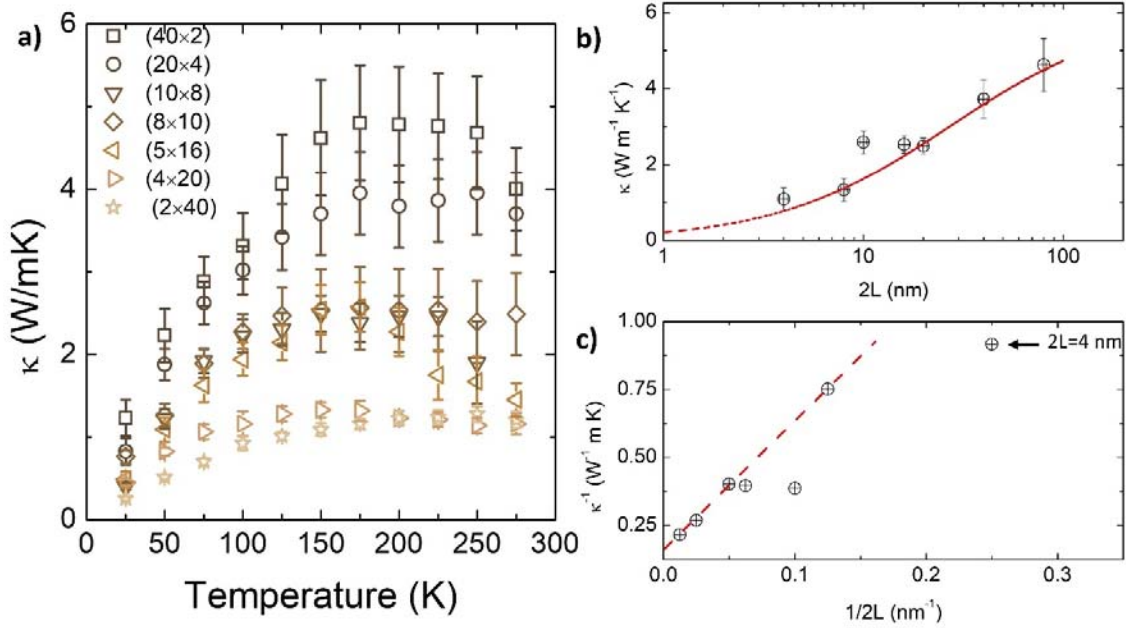 a)
(40×2)
(20×4)
(10×8)
(8×10)
(5×16)
(4×20)
(2×40)
κ (W/mK)
6
4
2
0
0 50 100 150 200 250 300
Temperature (K)
b)
κ (W m⁻¹ K⁻¹)
6
4
2
0
1 10 100
2L (nm)
c)
2L=4 nm
κ⁻¹ (W⁻¹ m K)
1.00
0.75
0.50
0.25
0.0 0.1 0.2 0.3
1/2L (nm⁻¹)